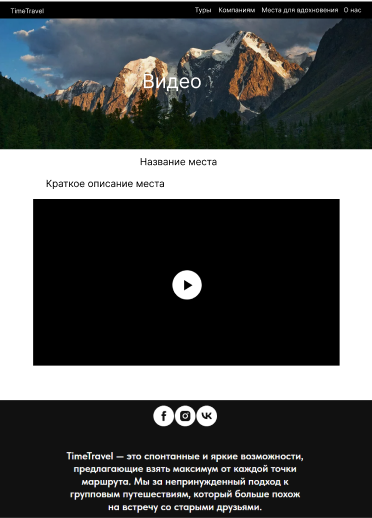 TimeTravel
Туры Компаниям Места для вдохновения О нас
Видео
Название места
Краткое описание места
TimeTravel — это спонтанные и яркие возможности,
предлагающие взять максимум от каждой точки
маршрута. Мы за непринужденный подход к
групповым путешествиям, который больше похож
на встречу со старыми друзьями.